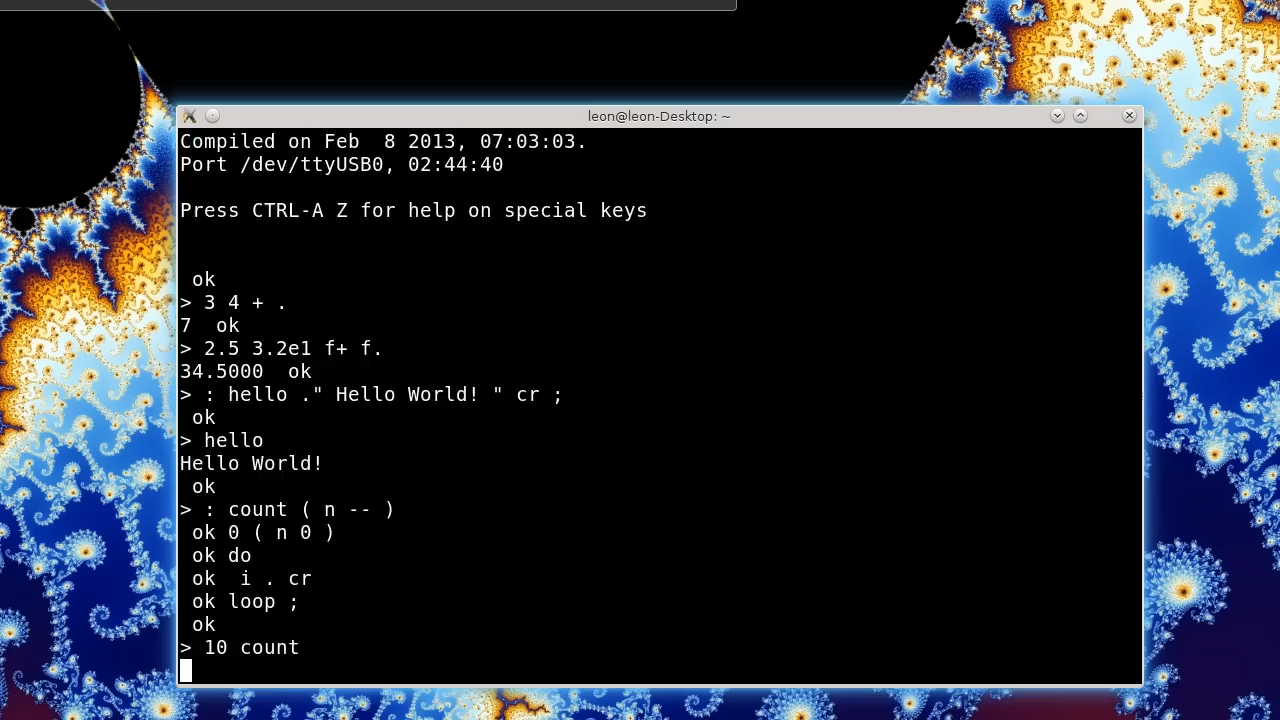 leon@leon-Desktop: ~
Compiled on Feb  8 2013, 07:03:03.
Port /dev/ttyUSB0, 02:44:40
Press CTRL-A Z for help on special keys
ok
> 3 4 + .
7  ok
> 2.5 3.2e1 f+ f.
34.5000  ok
> : hello ." Hello World! " cr ;
ok
> hello
Hello World!
ok
> : count ( n -- )
ok 0 ( n 0 )
ok do
ok  i . cr
ok loop ;
ok
> 10 count